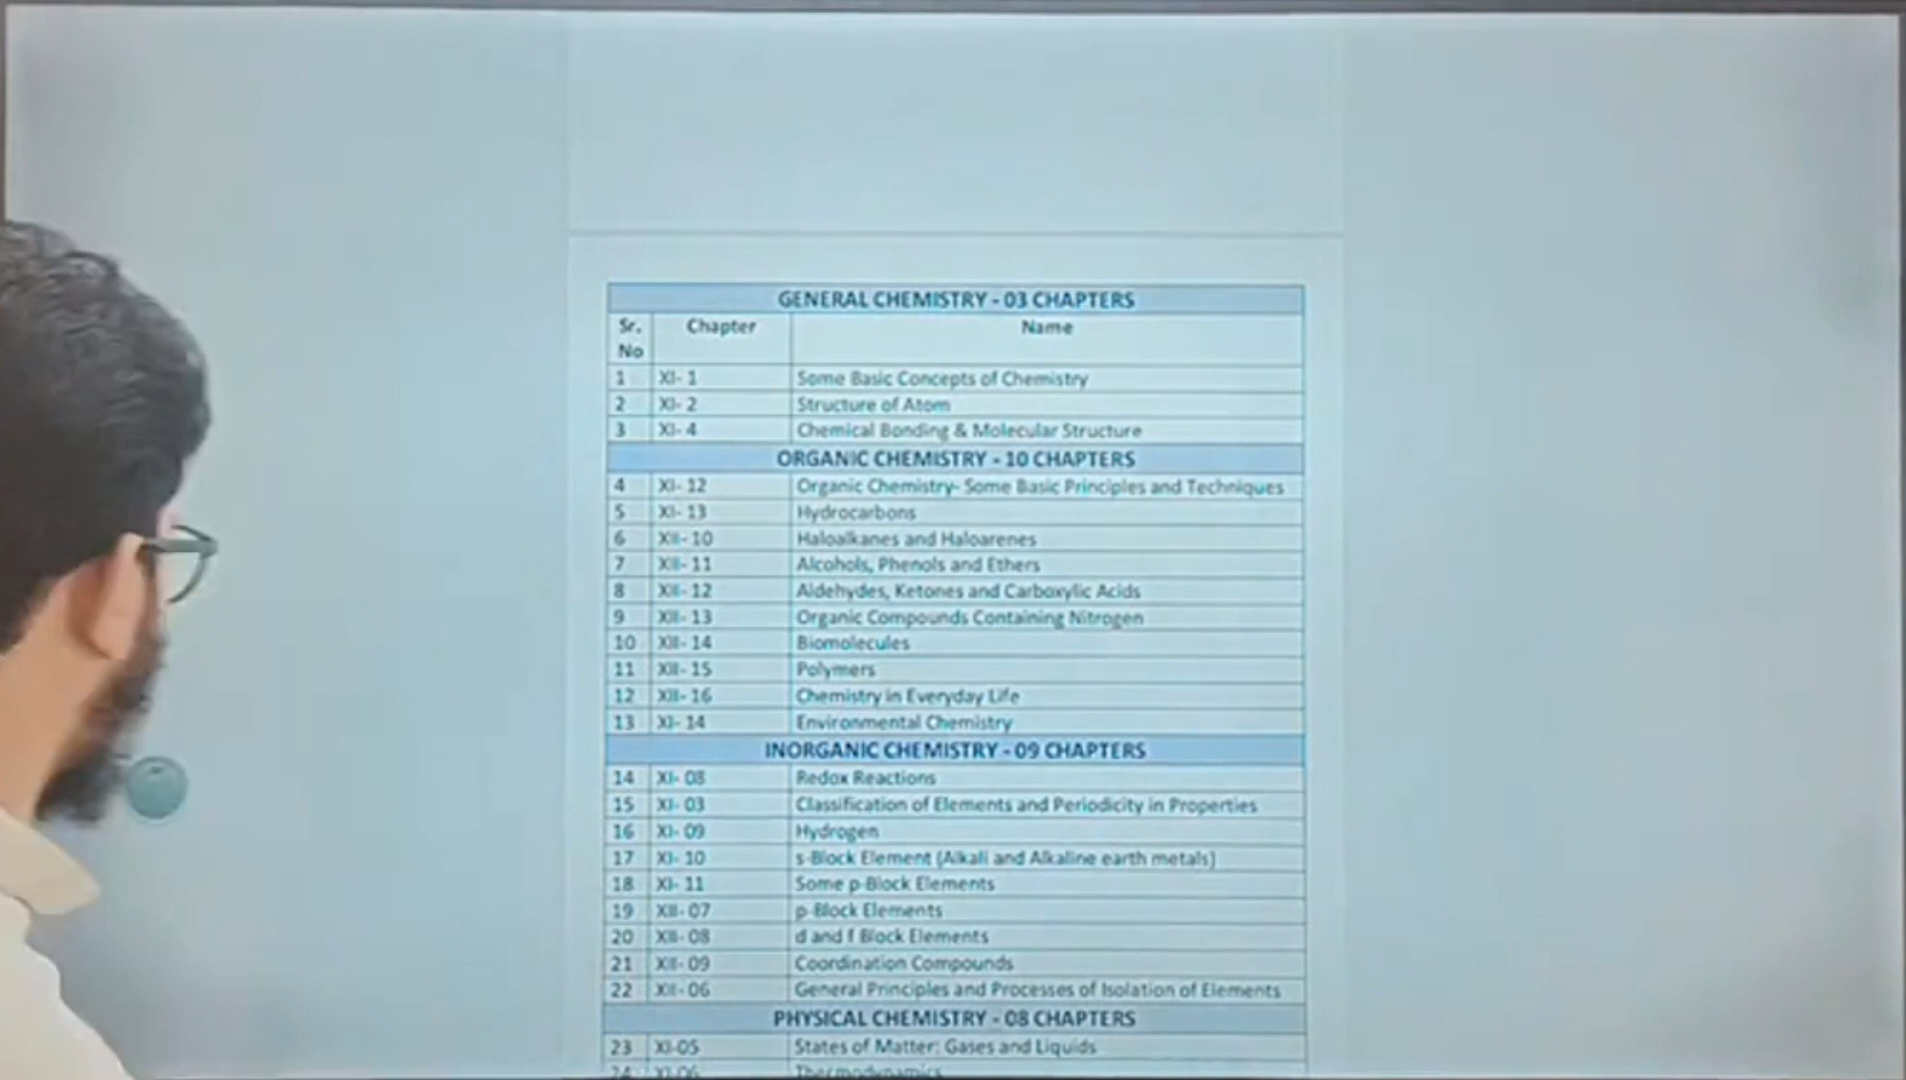 GENERAL CHEMISTRY - 03 CHAPTERS
Sr. No Chapter Name
1 XI- 1 Some Basic Concepts of Chemistry
2 XI- 2 Structure of Atom
3 XI- 4 Chemical Bonding & Molecular Structure
ORGANIC CHEMISTRY - 10 CHAPTERS
4 XI- 12 Organic Chemistry- Some Basic Principles and Techniques
5 XI- 13 Hydrocarbons
6 XII- 10 Haloalkanes and Haloarenes
7 XII- 11 Alcohols, Phenols and Ethers
8 XII- 12 Aldehydes, Ketones and Carboxylic Acids
9 XII- 13 Organic Compounds Containing Nitrogen
10 XII- 14 Biomolecules
11 XII- 15 Polymers
12 XII- 16 Chemistry in Everyday Life
13 XI- 14 Environmental Chemistry
INORGANIC CHEMISTRY - 09 CHAPTERS
14 XI- 08 Redox Reactions
15 XI- 03 Classification of Elements and Periodicity in Properties
16 XI- 09 Hydrogen
17 XI- 10 s-Block Element (Alkali and Alkaline earth metals)
18 XI- 11 Some p-Block Elements
19 XII- 07 p-Block Elements
20 XII- 08 d and f Block Elements
21 XII- 09 Coordination Compounds
22 XII - 06 General Principles and Processes of Isolation of Elements
PHYSICAL CHEMISTRY - 08 CHAPTERS
23 XI-05 States of Matter: Gases and Liquids
24 XI-06 Thermodynamics